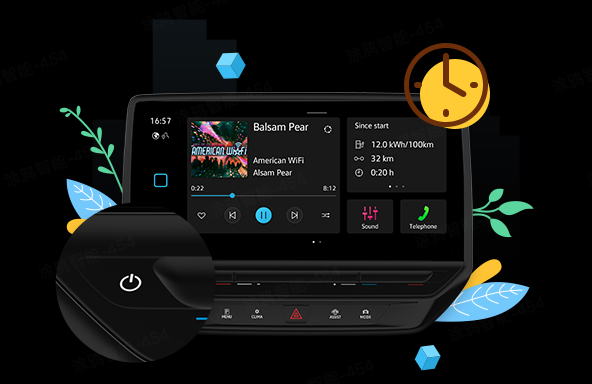 16:57
Balsam Pear
AMERICAN WiFi
American WiFi
Alsam Pear
0:22
8:12
Since start
12.0 kWh/100km
32 km
0:20 h
Sound
Telephone
MENU
CLIMA
ASSIST
MODE